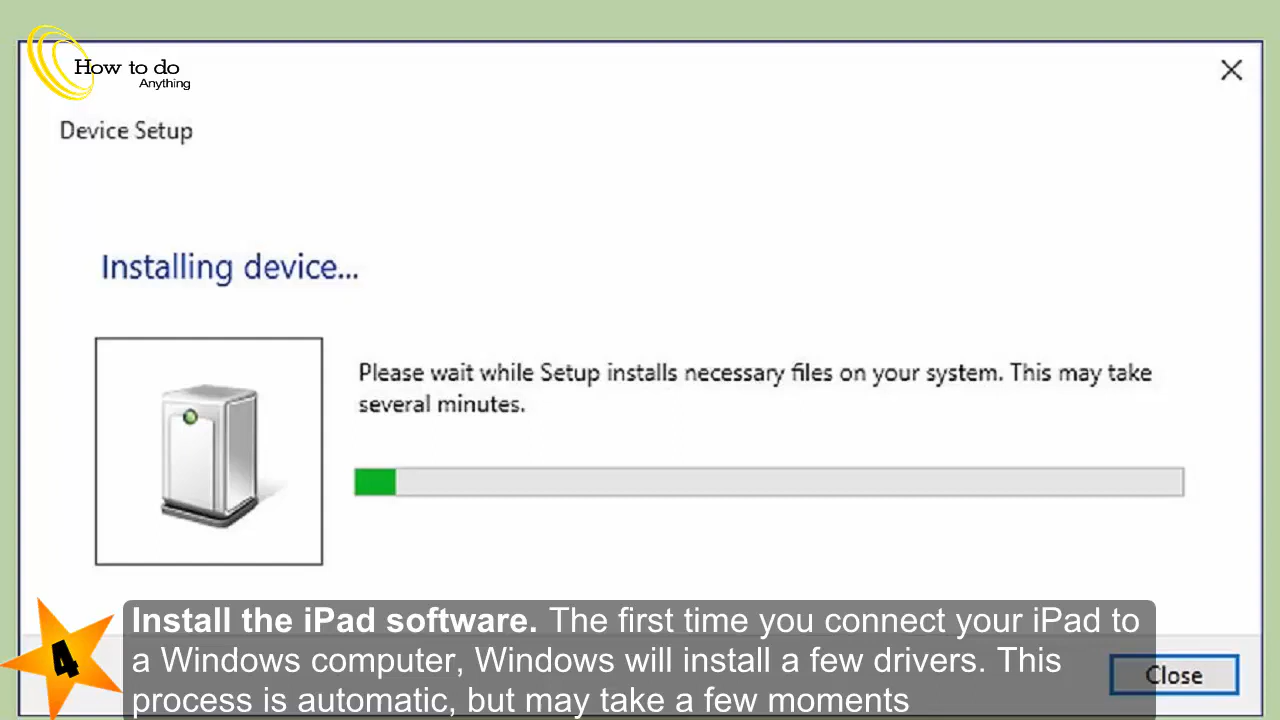 How to do
Anything
Device Setup
Installing device...
Please wait while Setup installs necessary files on your system. This may take
several minutes.
4
Install the iPad software. The first time you connect your iPad to
a Windows computer, Windows will install a few drivers. This
process is automatic, but may take a few moments
Close